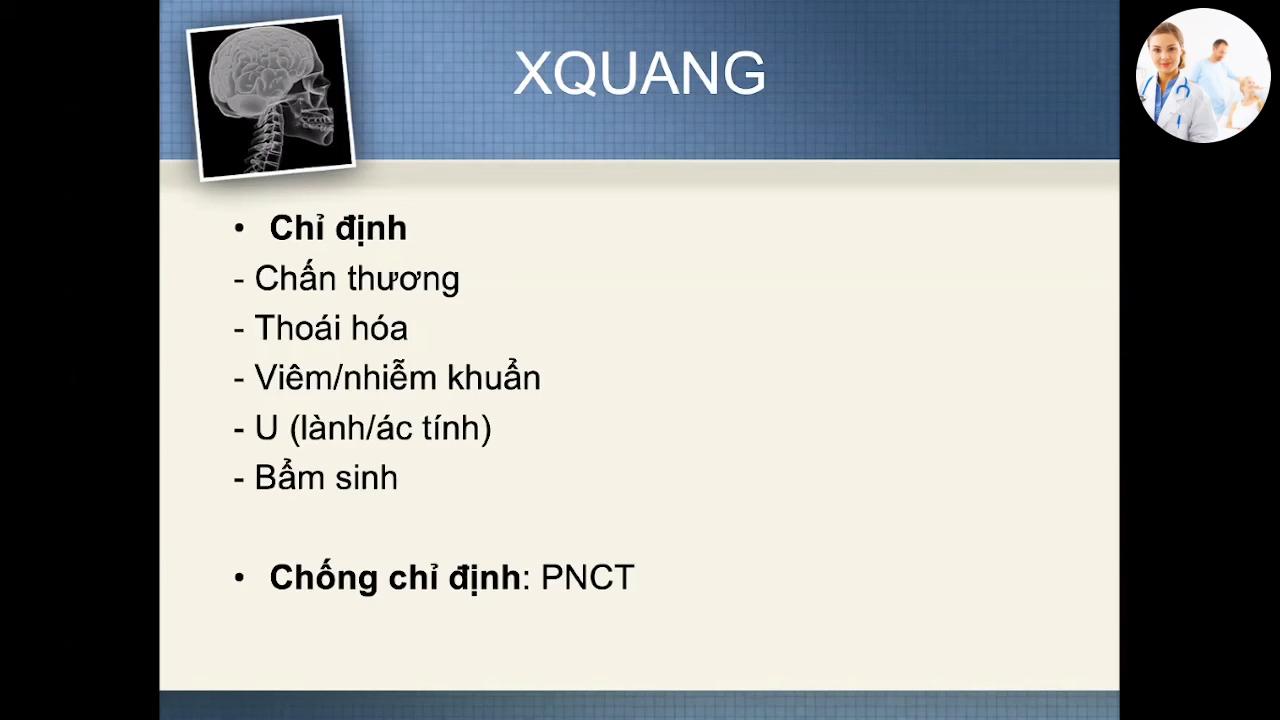 XQUANG
• Chỉ định
- Chấn thương
- Thoái hóa
- Viêm/nhiễm khuẩn
- U (lành/ác tính)
- Bẩm sinh
• Chống chỉ định: PNCT